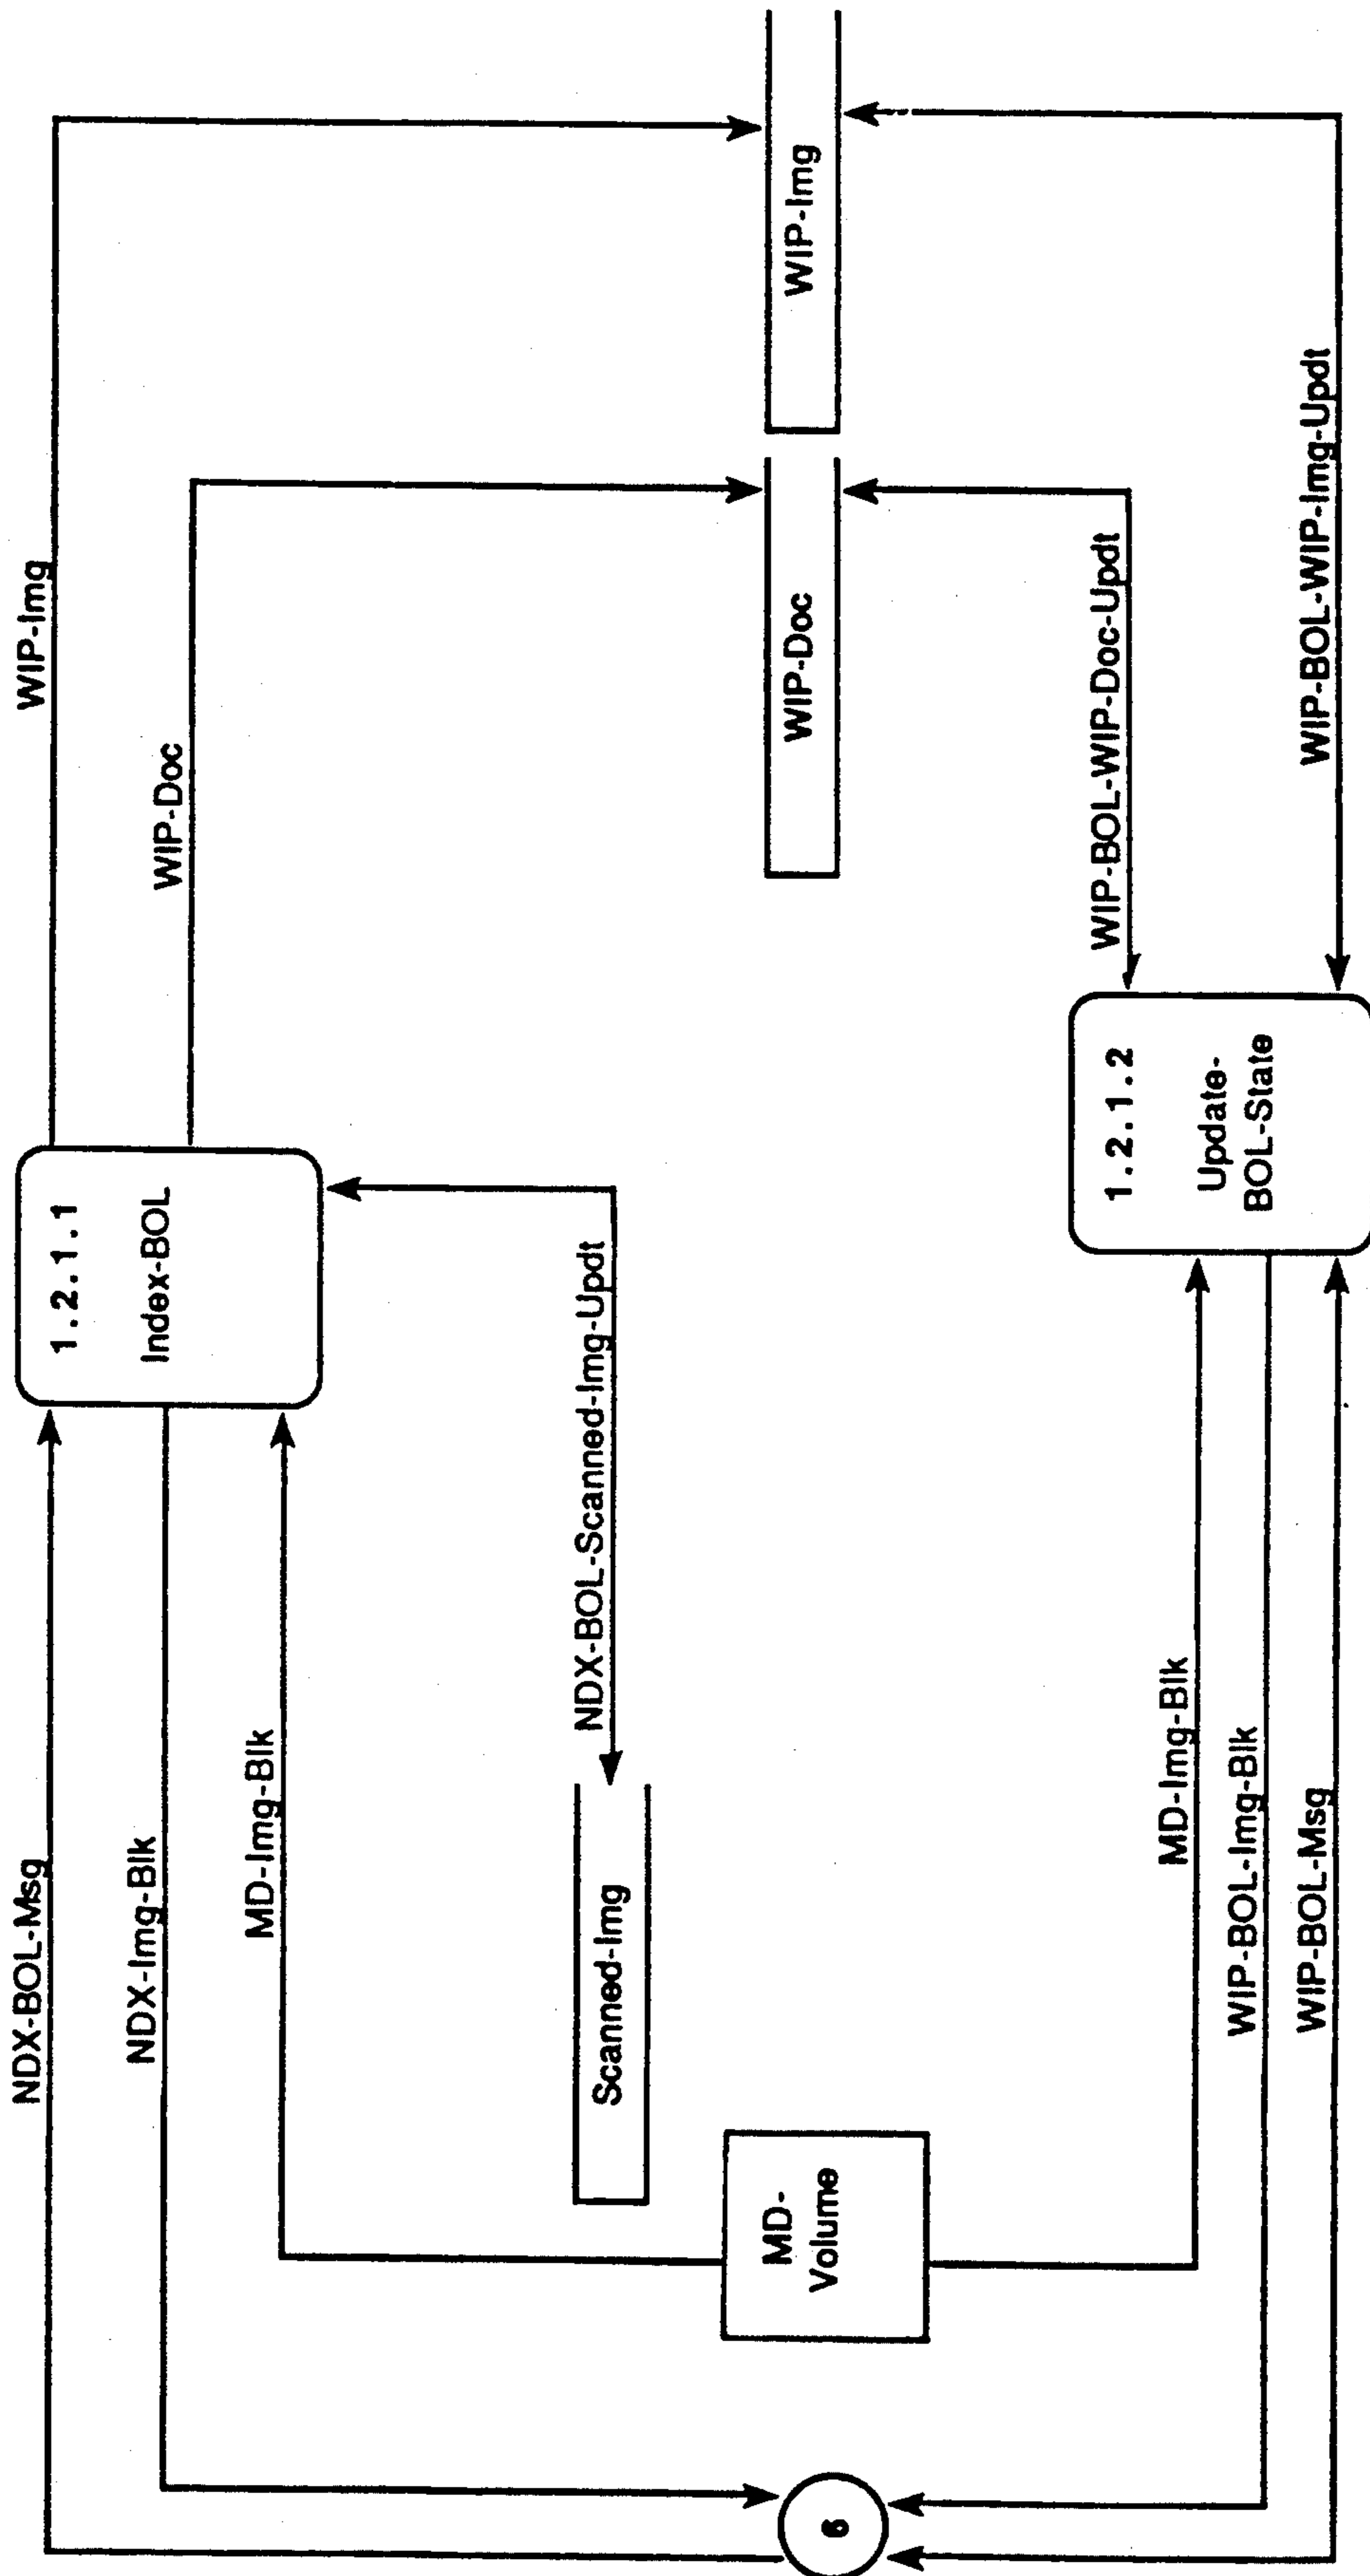 NDX-BOL-Msg
WIP-Img
NDX-Img-Blk
1.2.1.1
Index-BOL
WIP-Doc
MD-Img-Blk
NDX-BOL-Scanned-Img-Updt
Scanned-Img
MD-
Volume
WIP-Doc
WIP-Img
6
MD-Img-Blk
WIP-BOL-Img-Blk
WIP-BOL-Msg
1.2.1.2
Update-
BOL-State
WIP-BOL-WIP-Doc-Updt
WIP-BOL-WIP-Img-Updt